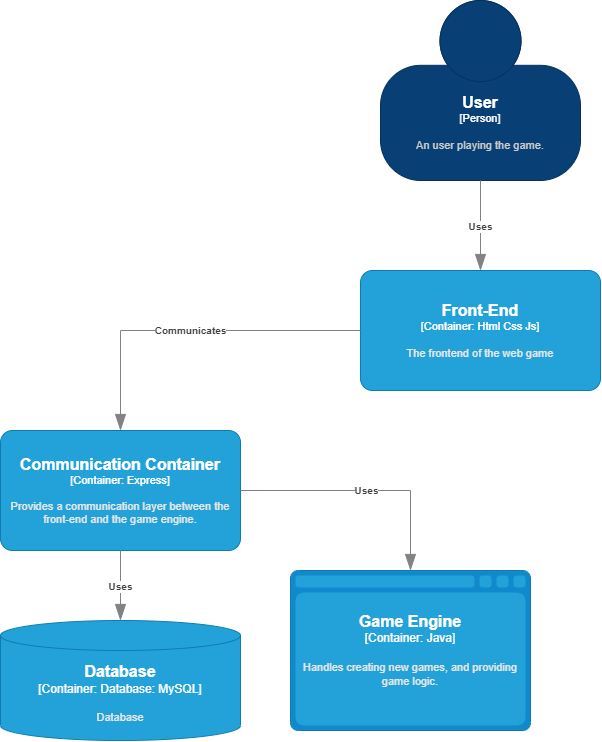 User
[Person]
An user playing the game.
Uses
Front-End
[Container: Html Css Js]
The frontend of the web game
Communicates
Communication Container
[Container: Express]
Provides a communication layer between the
front-end and the game engine.
Uses
Uses
Database
[Container: Database: MySQL]
Database
Game Engine
[Container: Java]
Handles creating new games, and providing
game logic.